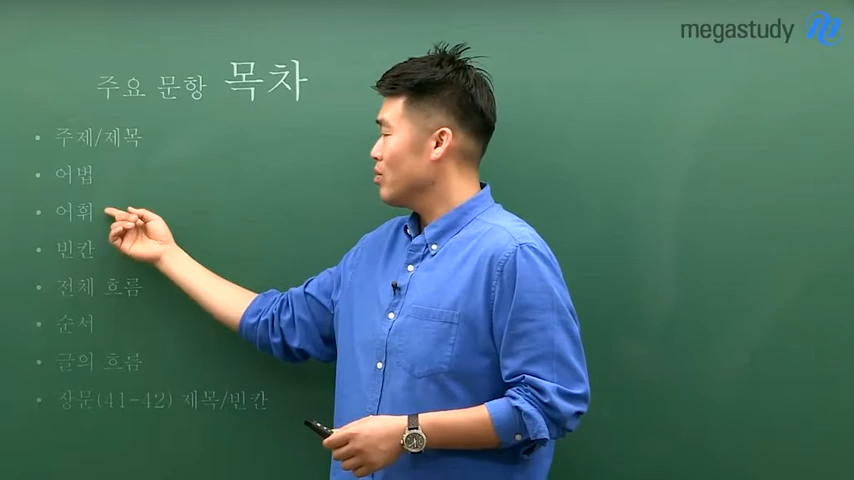 megastudy
주요 문항 목차
• 주제/제목
• 어법
• 어휘
• 빈칸
• 전체 흐름
• 순서
• 글의 흐름
• 장문(41-42) 제목/빈칸